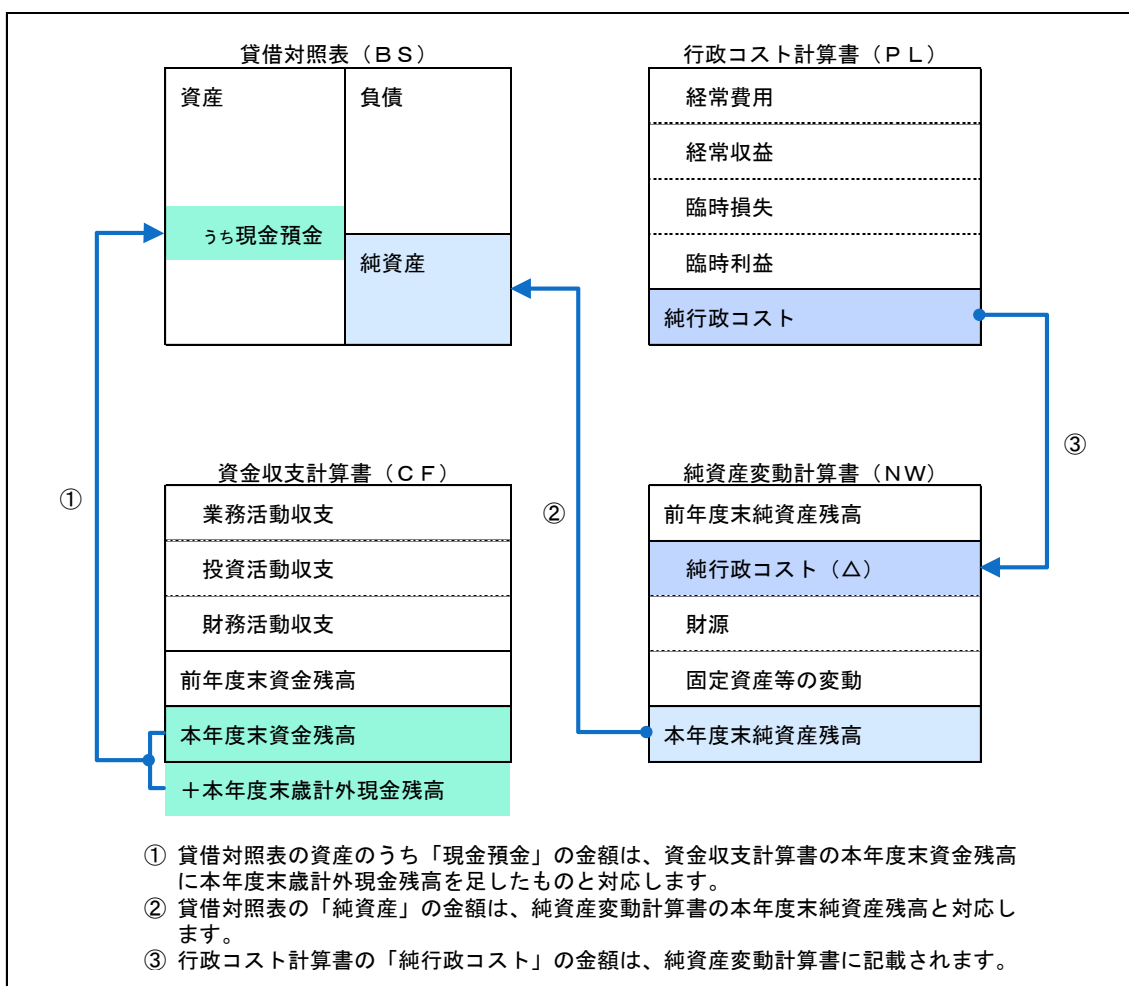 貸借対照表（ＢＳ）
資産
負債
うち現金預金
純資産
行政コスト計算書（ＰＬ）
経常費用
経常収益
臨時損失
臨時利益
純行政コスト
③
①
②
資金収支計算書（ＣＦ）
業務活動収支
投資活動収支
財務活動収支
前年度末資金残高
本年度末資金残高
＋本年度末歳計外現金残高
純資産変動計算書（ＮＷ）
前年度末純資産残高
純行政コスト（△）
財源
固定資産等の変動
本年度末純資産残高
① 貸借対照表の資産のうち「現金預金」の金額は、資金収支計算書の本年度末資金残高
に本年度末歳計外現金残高を足したものと対応します。
② 貸借対照表の「純資産」の金額は、純資産変動計算書の本年度末純資産残高と対応し
ます。
③ 行政コスト計算書の「純行政コスト」の金額は、純資産変動計算書に記載されます。